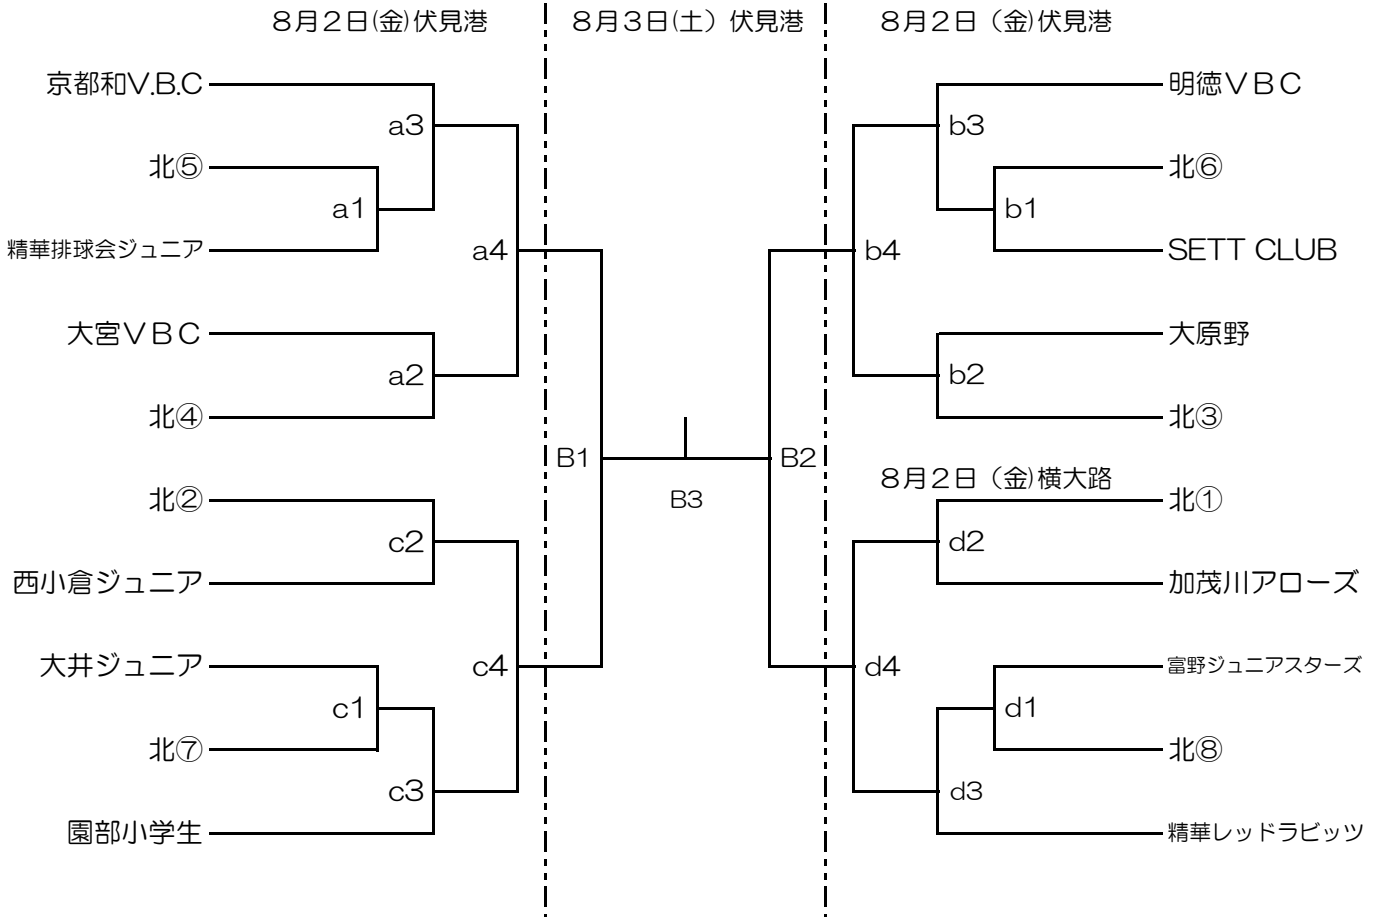 ８月２日(金)伏見港
８月３日(土）伏見港
８月２日（金)伏見港
京都和V.B.C
明徳ＶＢＣ
a3
b3
北⑤
北⑥
a1
b1
精華排球会ジュニア
SETT CLUB
a4
b4
大宮ＶＢＣ
大原野
a2
b2
北④
北③
B1
B2
８月２日（金)横大路
B3
北②
北①
c2
d2
西小倉ジュニア
加茂川アローズ
大井ジュニア
富野ジュニアスターズ
c4
d4
c1
d1
北⑦
北⑧
c3
d3
園部小学生
精華レッドラビッツ